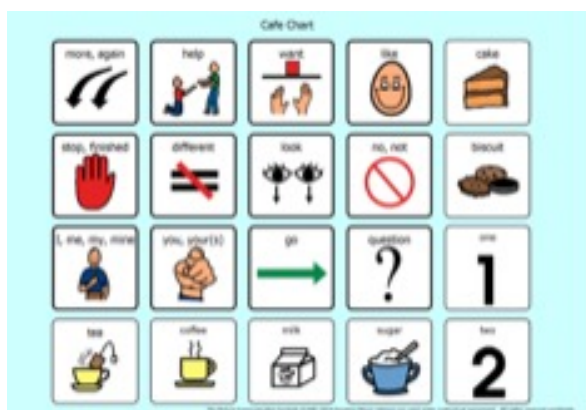 Cafe Chart
more, again help want like cake
stop, finished different look no, not biscuit
I, me, my, mine you, your(s) go question one
1
tea coffee milk sugar two
2